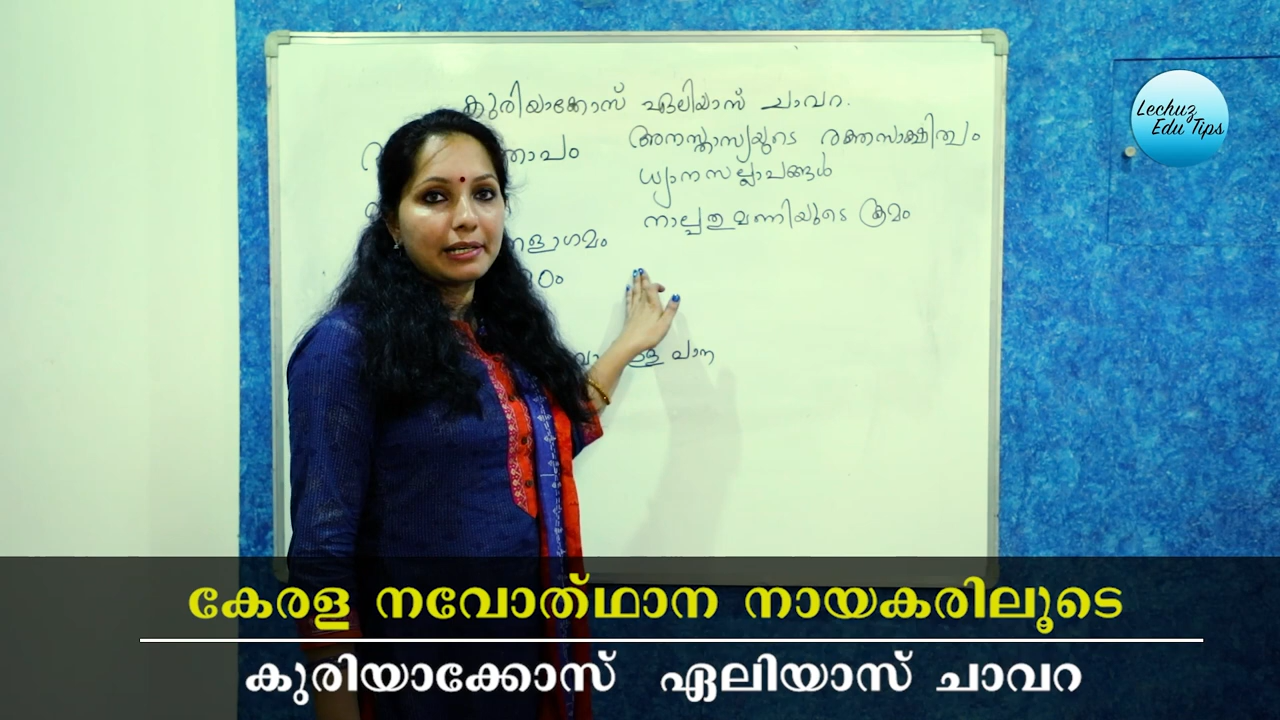 കുരിയാക്കോസ് ഏലിയാസ് ചാവറ.
അനസ്താസ്യയുടെ രക്തസാക്ഷിത്വം
ധ്യാനസല്ലാപങ്ങൾ
നാല്പതുമണിയുടെ ക്രമം
പാന
Lechuz
Edu Tips
കേരള നവോത്ഥാന നായകരിലൂടെ
കുരിയാക്കോസ് ഏലിയാസ് ചാവറ